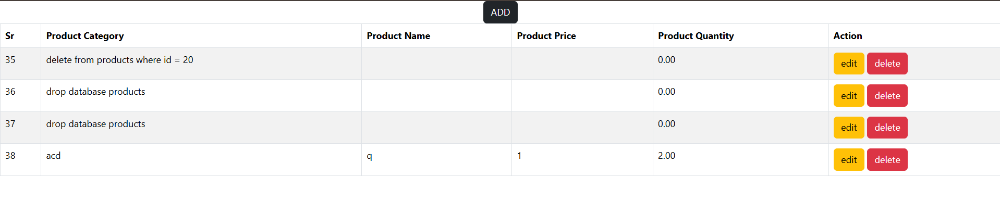 ADD
Sr Product Category Product Name Product Price Product Quantity Action
35 delete from products where id = 20 0.00 edit delete
36 drop database products 0.00 edit delete
37 drop database products 0.00 edit delete
38 acd q 1 2.00 edit delete